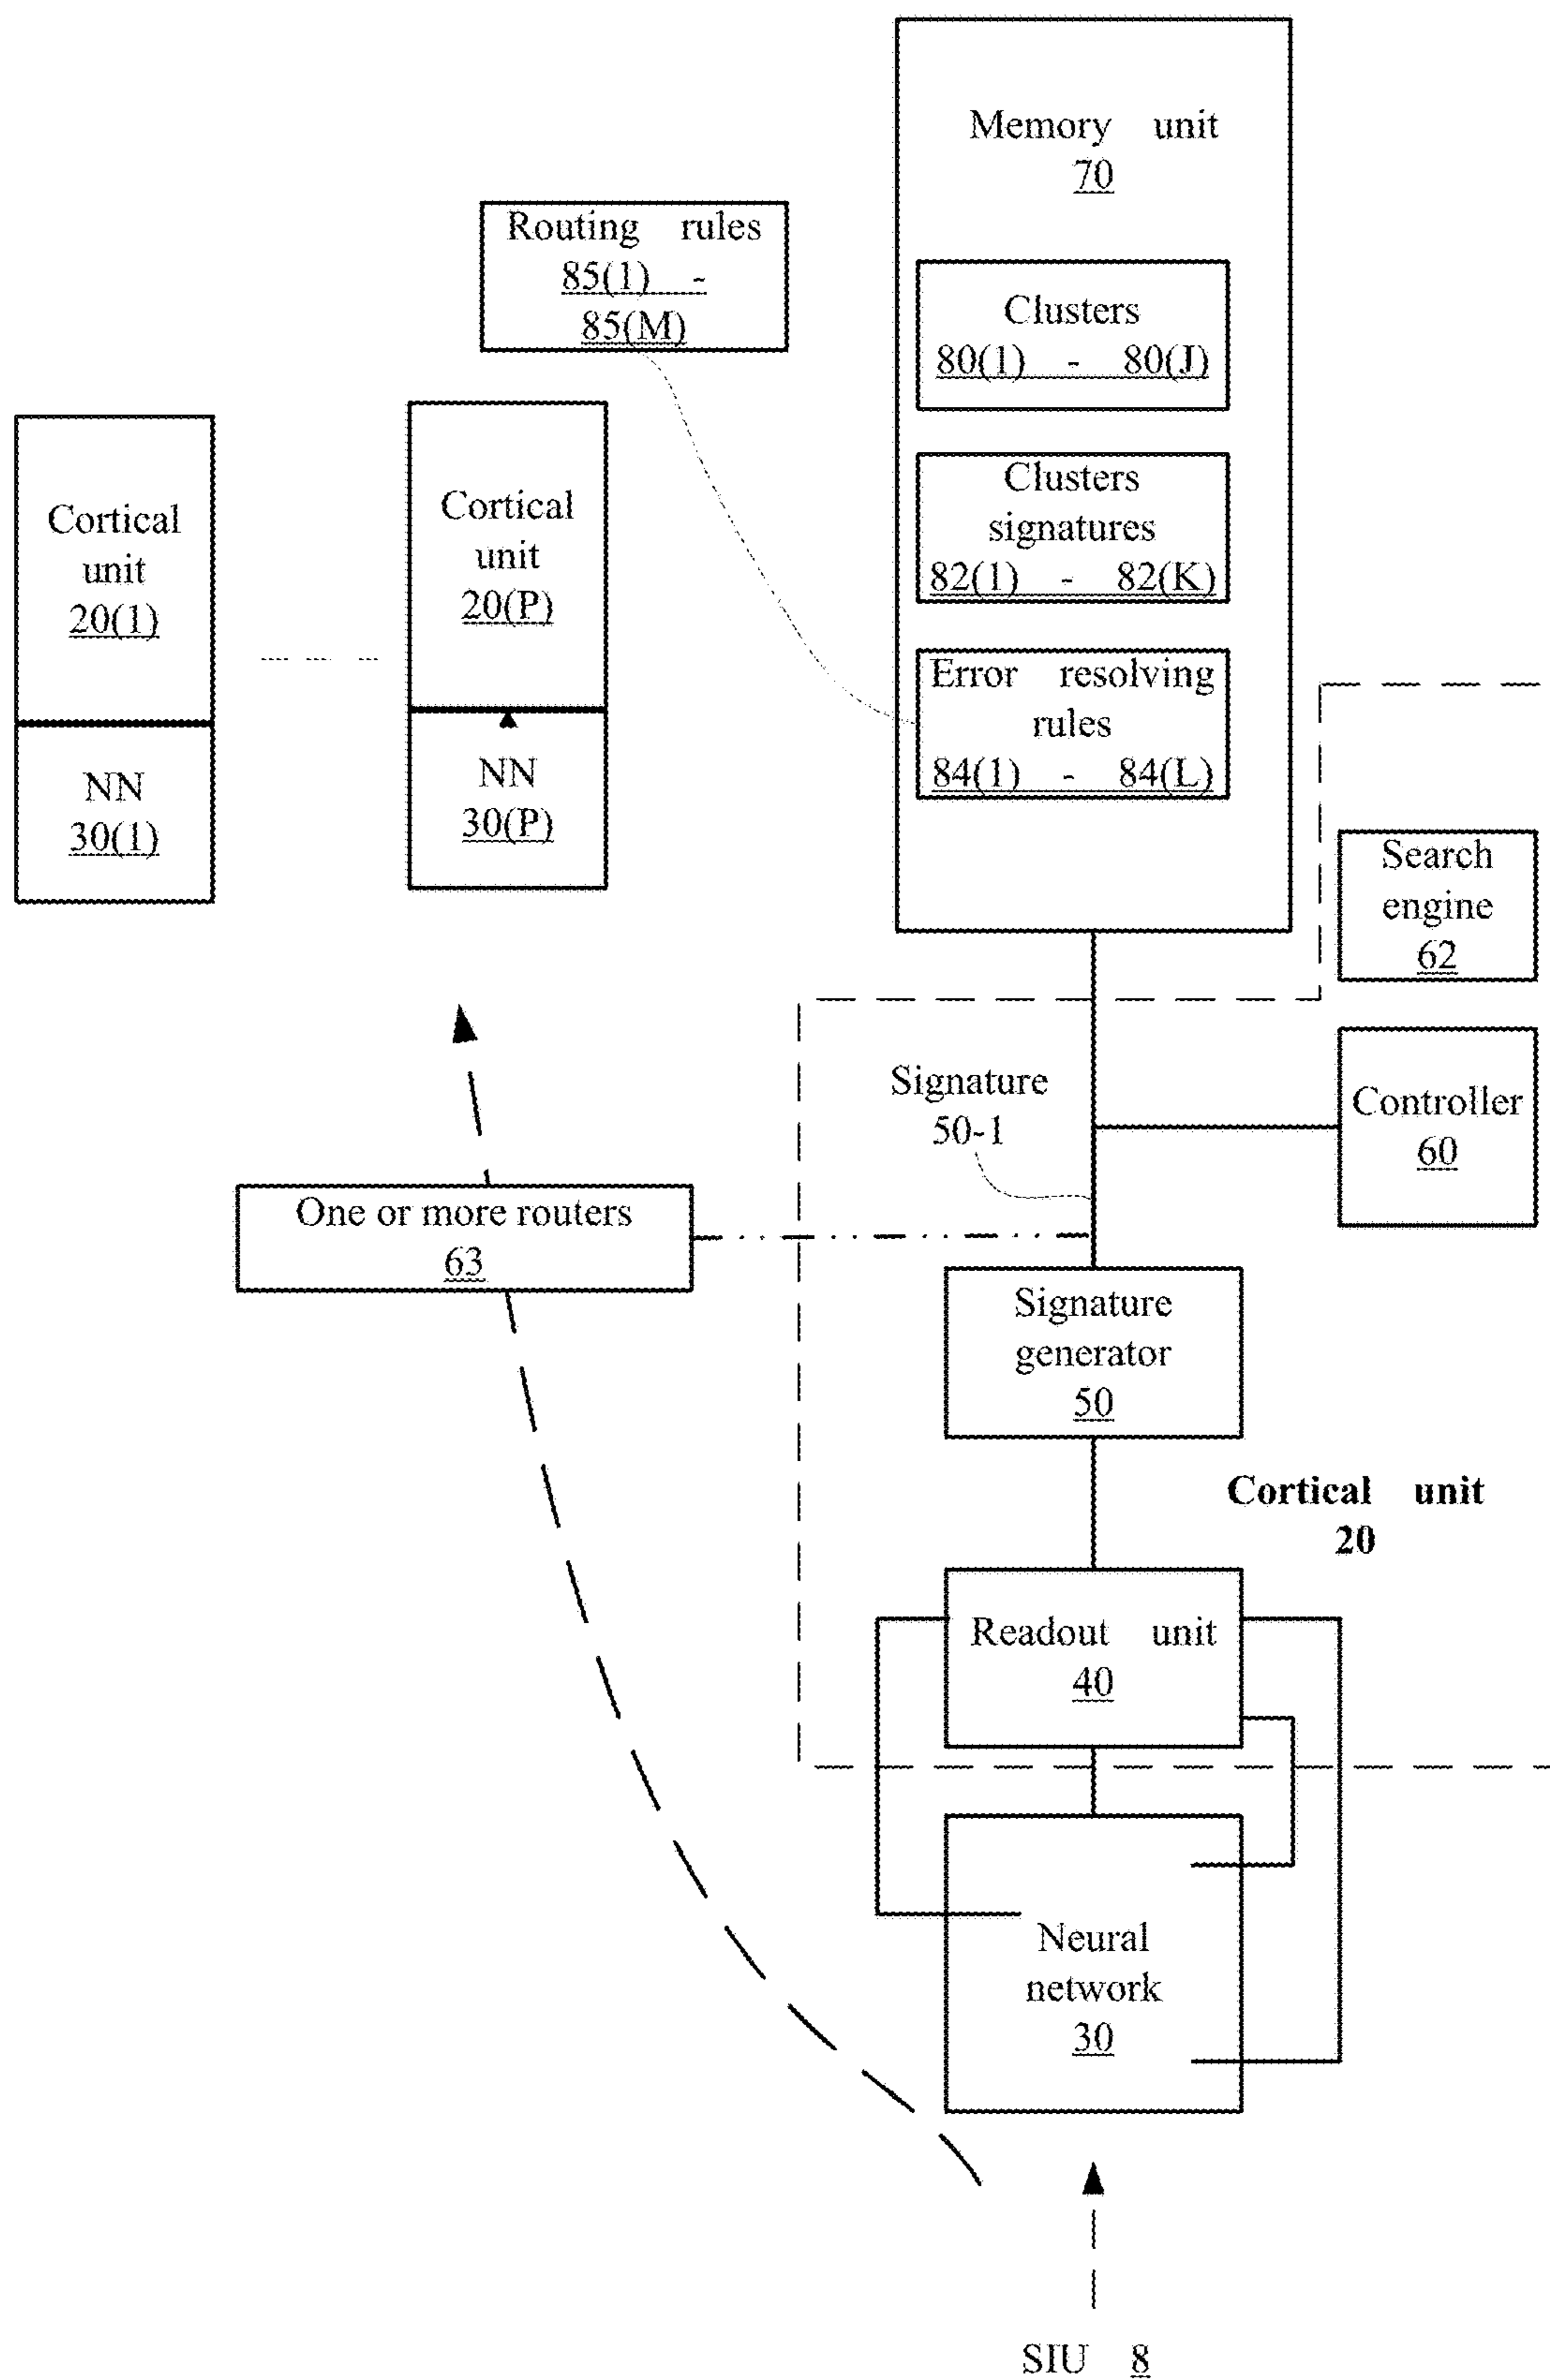 Memory unit
70
Routing rules
85(1) -
85(M)
Clusters
80(1) - 80(J)
Clusters
signatures
82(1) - 82(K)
Error resolving
rules
84(1) - 84(L)
Cortical
unit
20(1)
NN
30(1)
Cortical
unit
20(P)
NN
30(P)
Search
engine
62
Signature
50-1
Controller
60
One or more routers
63
Signature
generator
50
Cortical unit
20
Readout unit
40
Neural
network
30
SIU 8